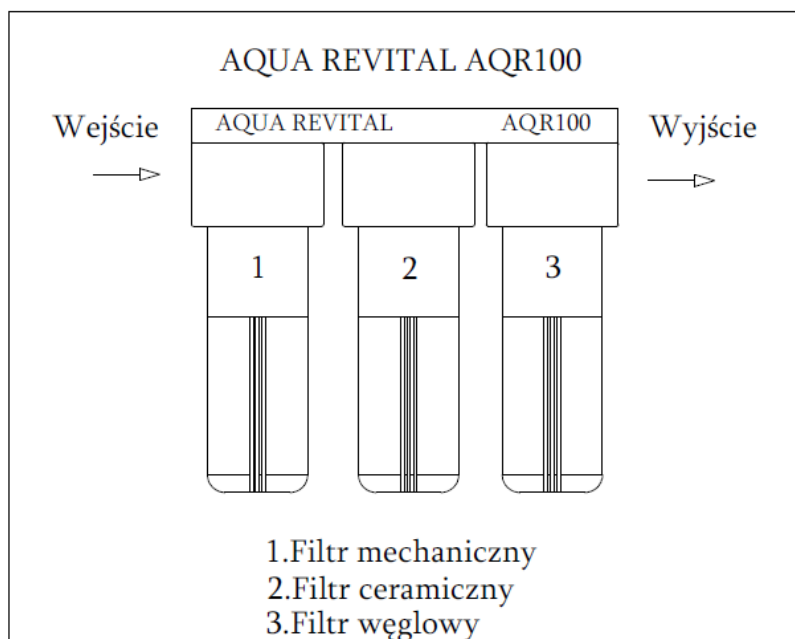 AQUA REVITAL AQR100
Wejście
AQUA REVITAL AQR100
Wyjście
1 2 3
1.Filtr mechaniczny
2.Filtr ceramiczny
3.Filtr węglowy